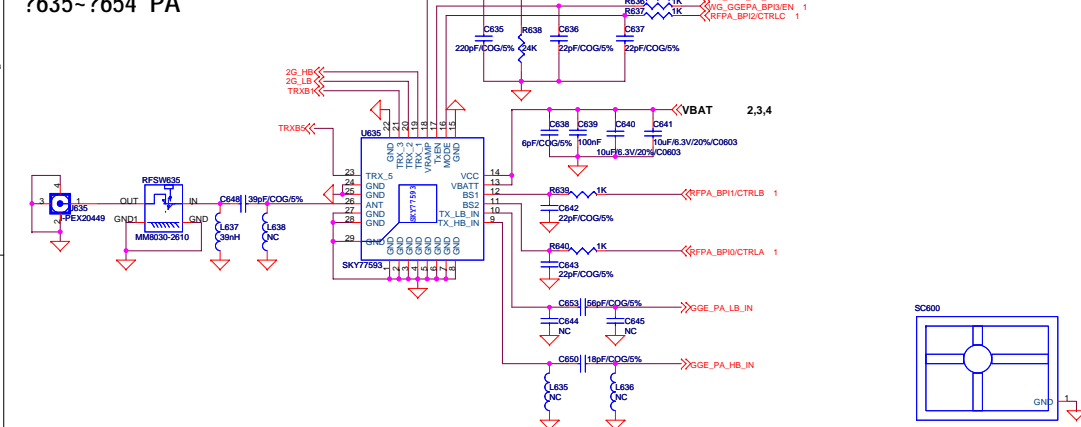 ?635~?654 PA
R636 1K WG_GGEPA_BPI3/EN 1
R637 1K RFPA_BPI2/CTRLC 1
C635
220pF/COG/5%
R638
24K
C636
22pF/COG/5%
C637
22pF/COG/5%
2G_HB
2G_LB
TRXB1
TRXB5
VBAT 2,3,4
C638
6pF/COG/5%
C639
100nF
C640
10uF/6.3V/20%/C0603
C641
10uF/6.3V/20%/C0603
U635
22 21 20 19 18 17 16 15
GND TRX_3 TRX_2 TRX_1 VRAMP TxEN MODE GND
23 TRX_5
24 GND
25 GND
26 ANT
27 GND
28 GND
29 GND
VCC 14
VBATT 13
BS1 12
BS2 11
TX_LB_IN 10
TX_HB_IN 9
SKY77593
GND GND GND GND GND GND GND GND
1 2 3 4 5 6 7 8
SKY77593
R639 1K RFPA_BPI1/CTRLB 1
C642
22pF/COG/5%
R640 1K RFPA_BPI0/CTRLA 1
C643
22pF/COG/5%
C653 56pF/COG/5% GGE_PA_LB_IN
C644
NC
C645
NC
C650 18pF/COG/5% GGE_PA_HB_IN
L635
NC
L636
NC
4
3
1
2
J635
-PEX20449
RFSW635
OUT IN
GND1 GND
MM8030-2610
C648 39pF/COG/5%
L637
39nH
L638
NC
SC600
GND 1